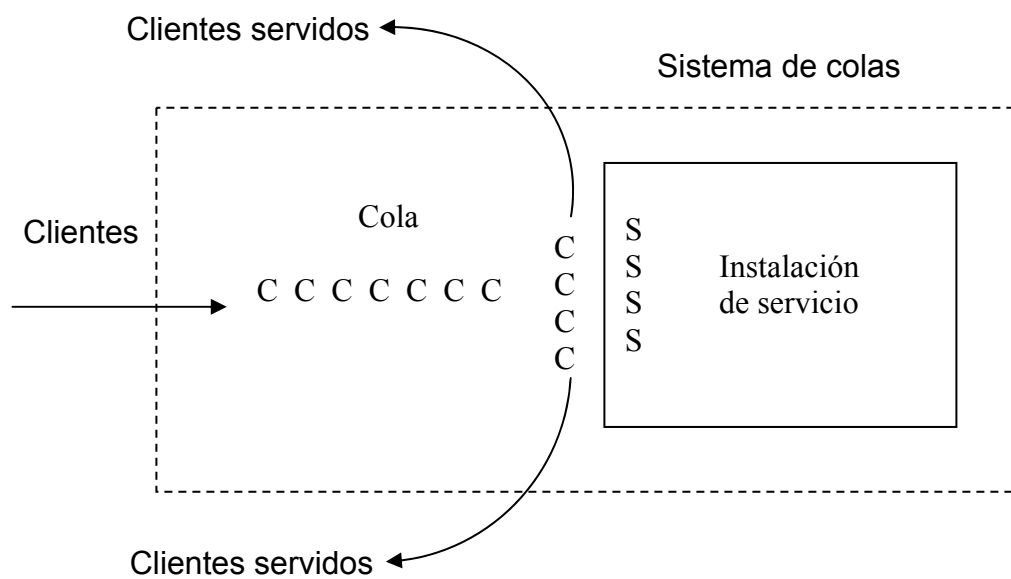 Clientes servidos
Sistema de colas
Clientes
Cola
C C C C C C C
C
C
C
C
S
S
S
S
Instalación
de servicio
Clientes servidos